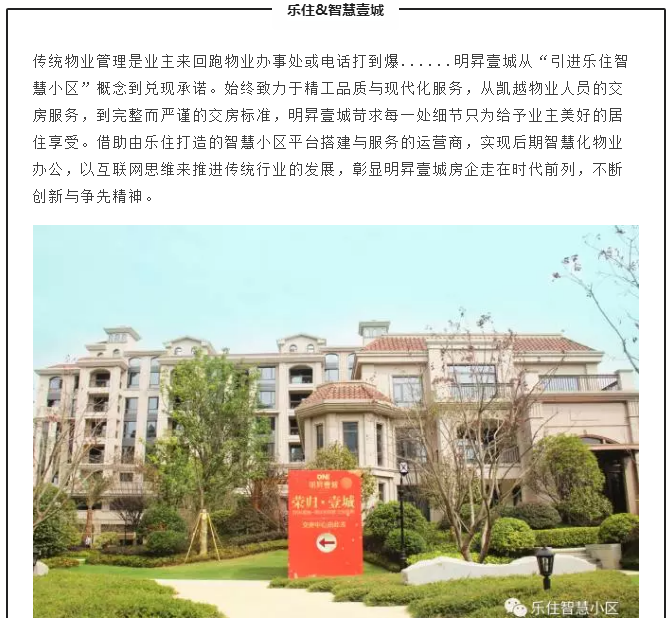 乐住&智慧壹城
传统物业管理是业主来回跑物业办事处或电话打到爆......明昇壹城从“引进乐住智
慧小区”概念到兑现承诺。始终致力于精工品质与现代化服务，从凯越物业人员的交
房服务，到完整而严谨的交房标准，明昇壹城苛求每一处细节只为给予业主美好的居
住享受。借助由乐住打造的智慧小区平台搭建与服务的运营商，实现后期智慧化物业
办公，以互联网思维来推进传统行业的发展，彰显明昇壹城房企走在时代前列，不断
创新与争先精神。
ONE
明昇壹城
荣归·壹城
乐住智慧小区